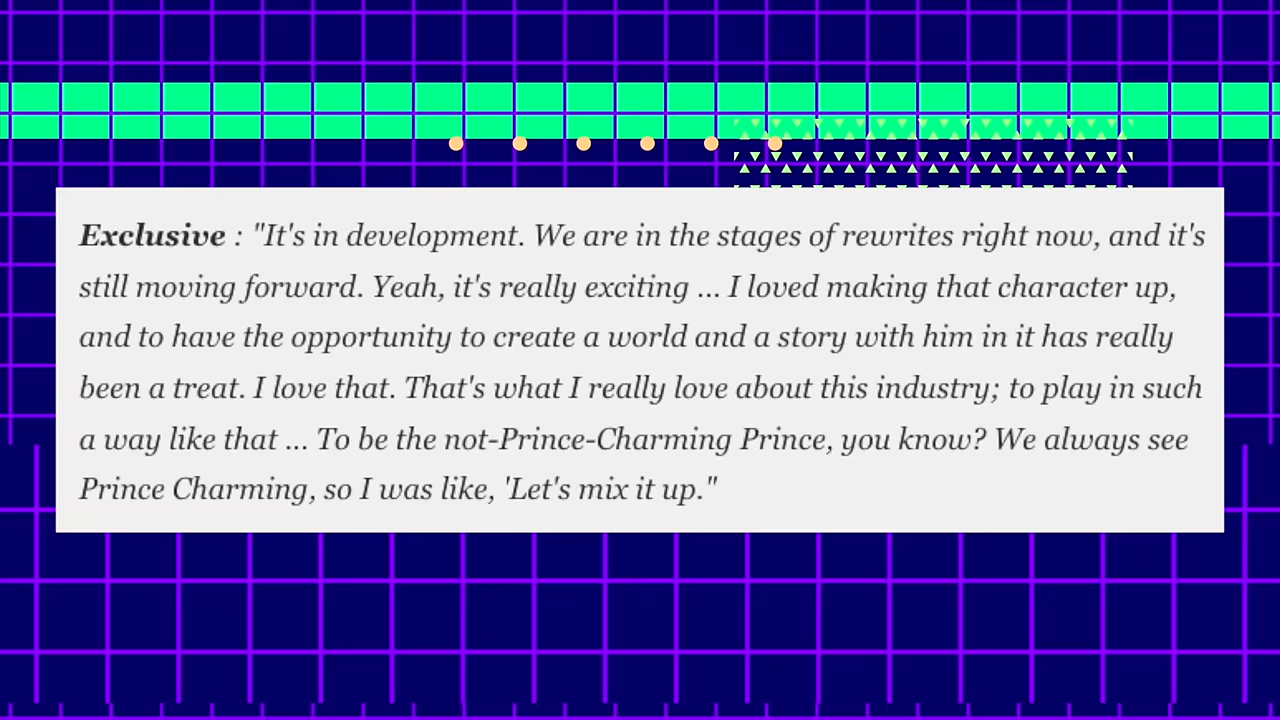 Exclusive : "It's in development. We are in the stages of rewrites right now, and it's
still moving forward. Yeah, it's really exciting ... I loved making that character up,
and to have the opportunity to create a world and a story with him in it has really
been a treat. I love that. That's what I really love about this industry; to play in such
a way like that ... To be the not-Prince-Charming Prince, you know? We always see
Prince Charming, so I was like, 'Let's mix it up."